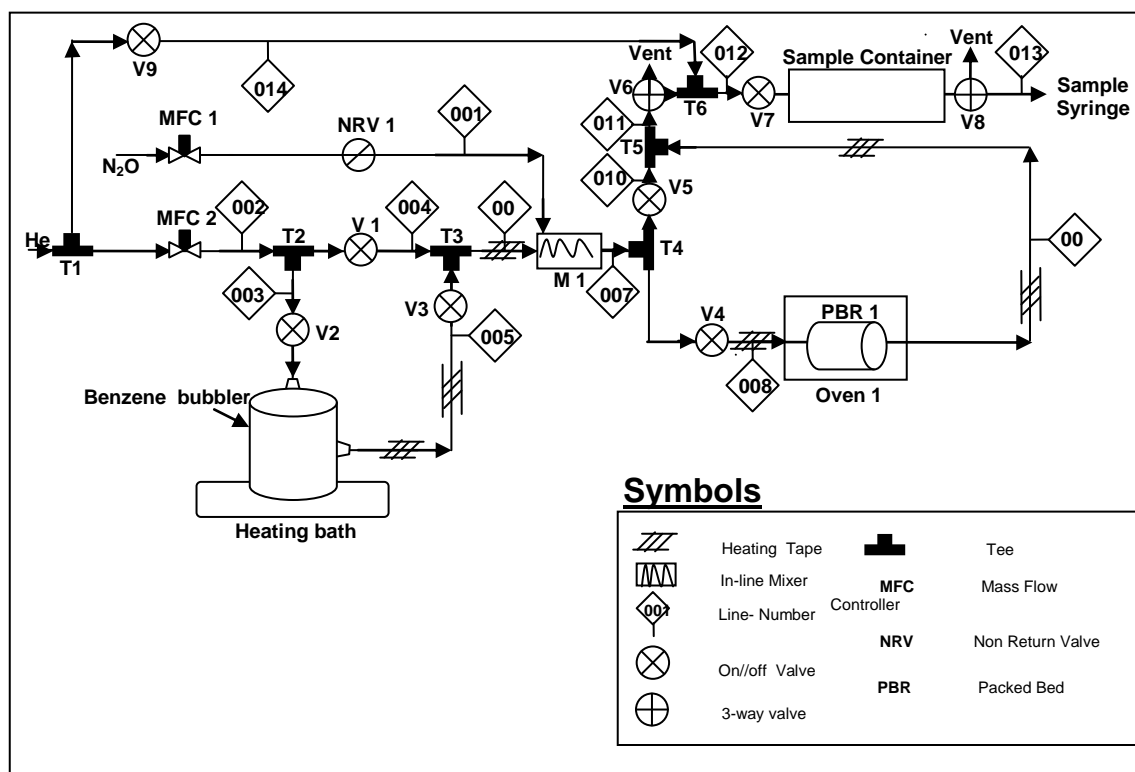 V9
014
MFC 1
N₂O
NRV 1
001
Vent
V6
T6
012
V7
Sample Container
Vent
V8
013
Sample
Syringe
011
T5
010
V5
He
T1
MFC 2
002
T2
V 1
004
T3
00
M 1
007
T4
00
003
V2
V3
005
V4
008
PBR 1
Oven 1
Benzene bubbler
Heating bath
Symbols
Heating Tape
Tee
In-line Mixer
MFC
Mass Flow
Controller
001
Line- Number
NRV
Non Return Valve
On//off Valve
PBR
Packed Bed
3-way valve